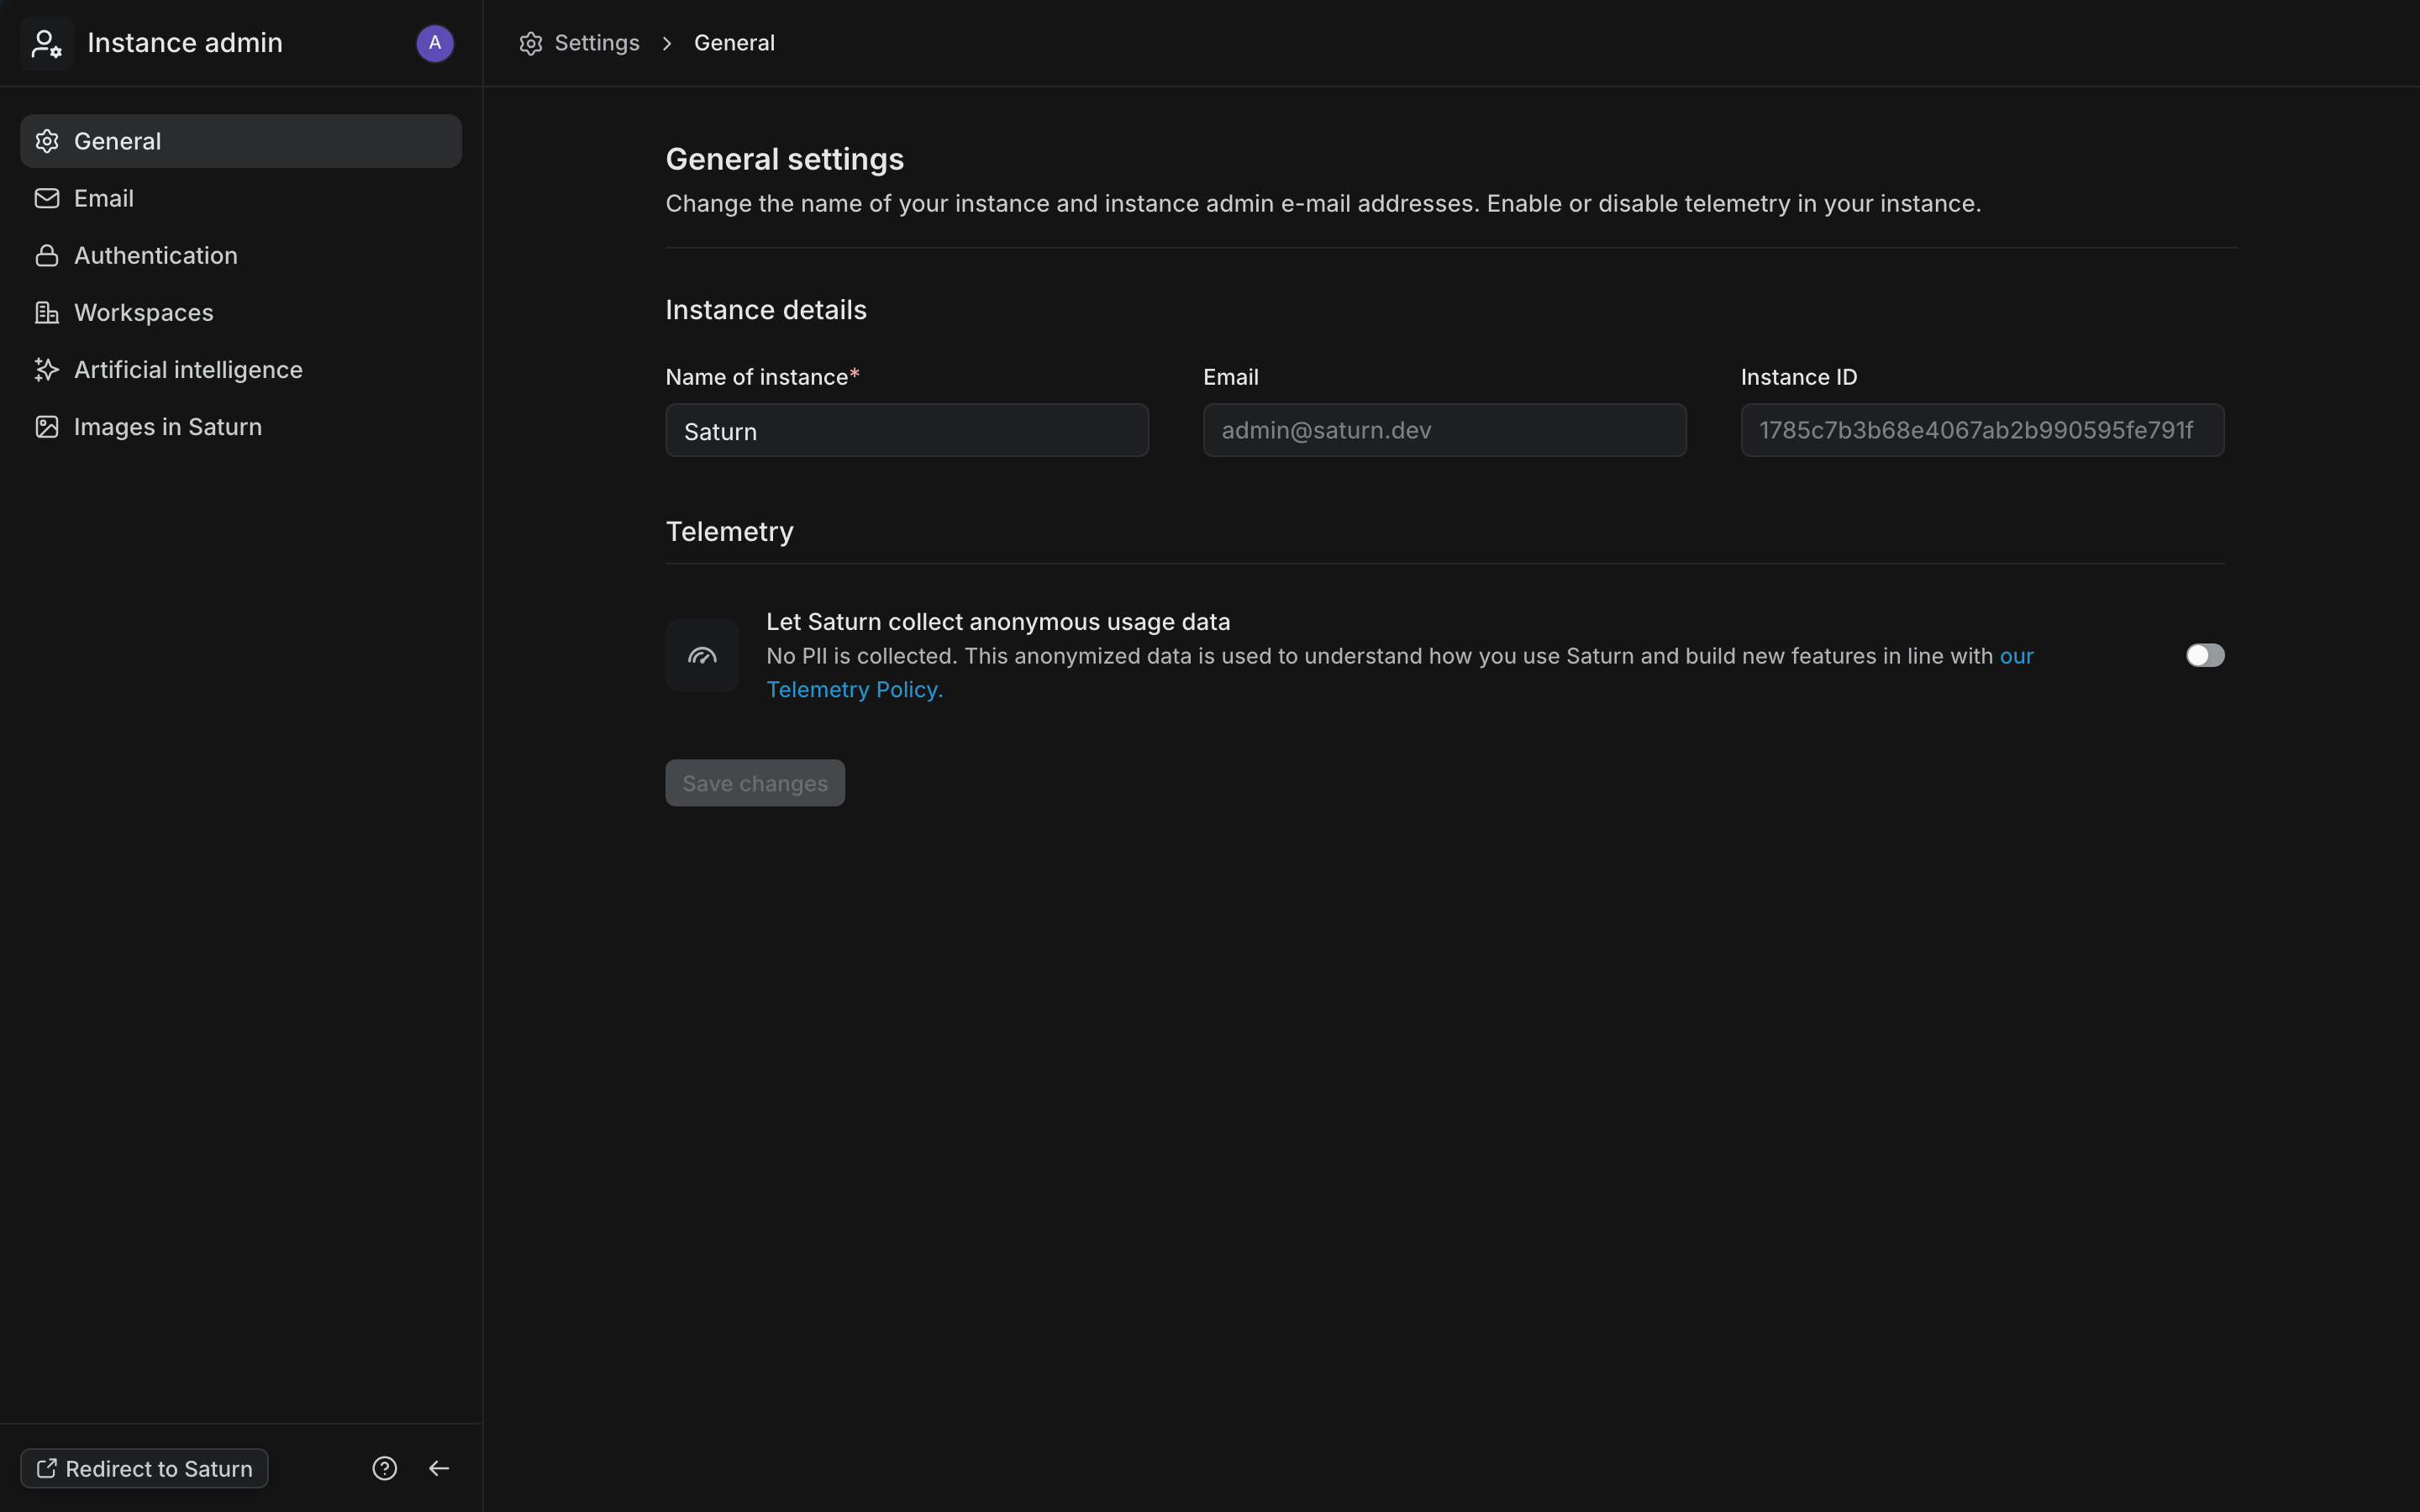 Instance admin
A
Settings
General
General
Email
Authentication
Workspaces
Artificial intelligence
Images in Saturn
General settings
Change the name of your instance and instance admin e-mail addresses. Enable or disable telemetry in your instance.
Instance details
Name of instance*
Email
Instance ID
Saturn
admin@saturn.dev
1785c7b3b68e4067ab2b990595fe791f
Telemetry
Let Saturn collect anonymous usage data
No PII is collected. This anonymized data is used to understand how you use Saturn and build new features in line with our
Telemetry Policy.
Save changes
Redirect to Saturn